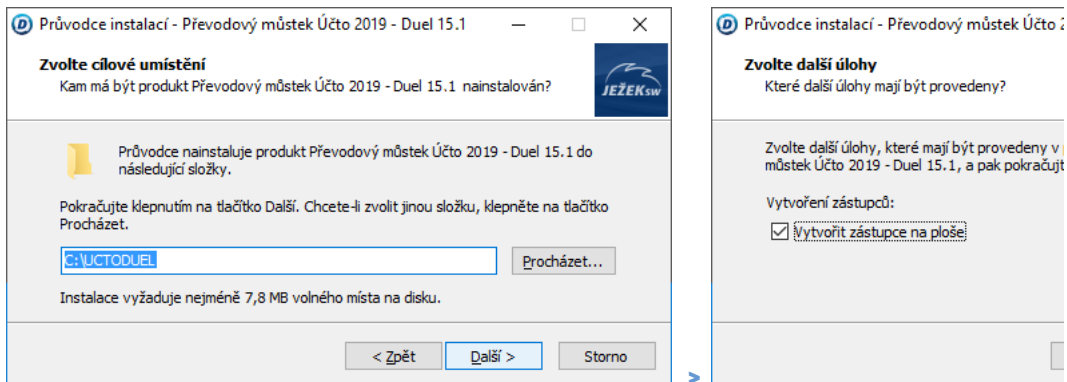 Průvodce instalací - Převodový můstek Účto 2019 - Duel 15.1
Zvolte cílové umístění
Kam má být produkt Převodový můstek Účto 2019 - Duel 15.1 nainstalován?
JEŽEKSW
Průvodce nainstaluje produkt Převodový můstek Účto 2019 - Duel 15.1 do
následující složky.
Pokračujte klepnutím na tlačítko Další. Chcete-li zvolit jinou složku, klepněte na tlačítko
Procházet.
C:\UCTODUEL
Procházet...
Instalace vyžaduje nejméně 7,8 MB volného místa na disku.
< Zpět
Další >
Storno
>
Průvodce instalací - Převodový můstek Účto
Zvolte další úlohy
Které další úlohy mají být provedeny?
Zvolte další úlohy, které mají být provedeny v
můstek Účto 2019 - Duel 15.1, a pak pokračujt
Vytvoření zástupců:
Vytvořit zástupce na ploše